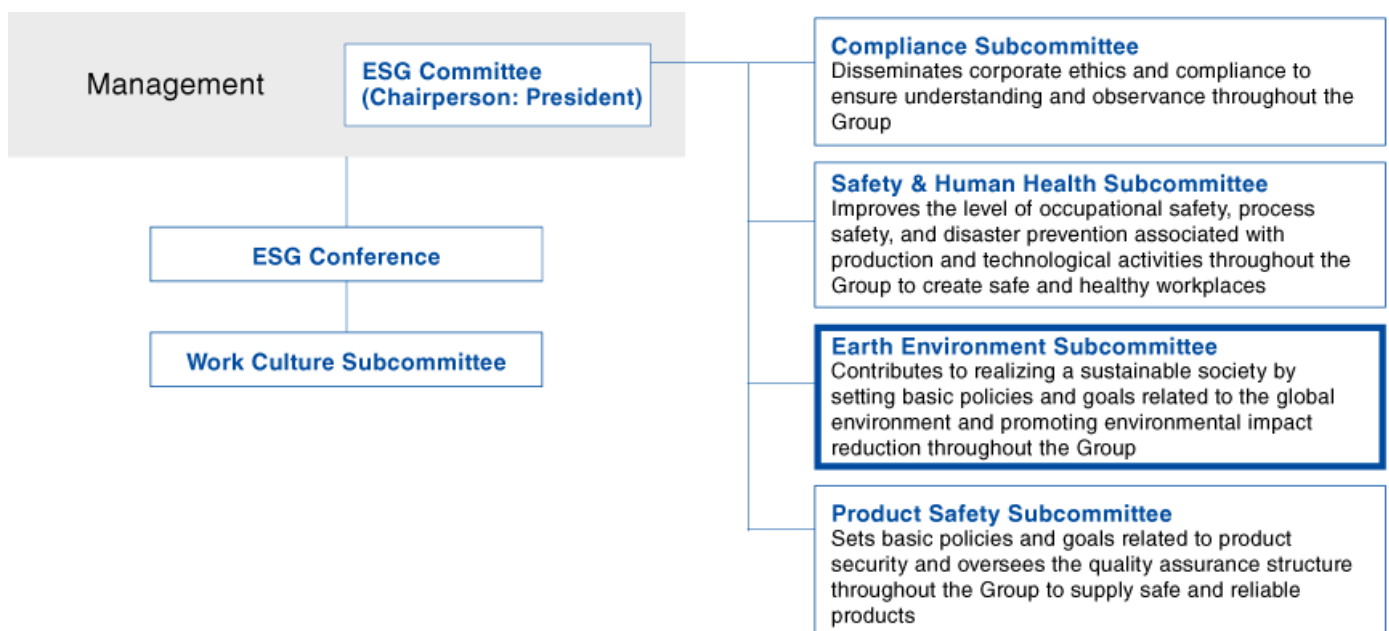 Management
ESG Committee
(Chairperson: President)
ESG Conference
Work Culture Subcommittee
Compliance Subcommittee
Disseminates corporate ethics and compliance to
ensure understanding and observance throughout the
Group
Safety & Human Health Subcommittee
Improves the level of occupational safety, process
safety, and disaster prevention associated with
production and technological activities throughout the
Group to create safe and healthy workplaces
Earth Environment Subcommittee
Contributes to realizing a sustainable society by
setting basic policies and goals related to the global
environment and promoting environmental impact
reduction throughout the Group
Product Safety Subcommittee
Sets basic policies and goals related to product
security and oversees the quality assurance structure
throughout the Group to supply safe and reliable
products